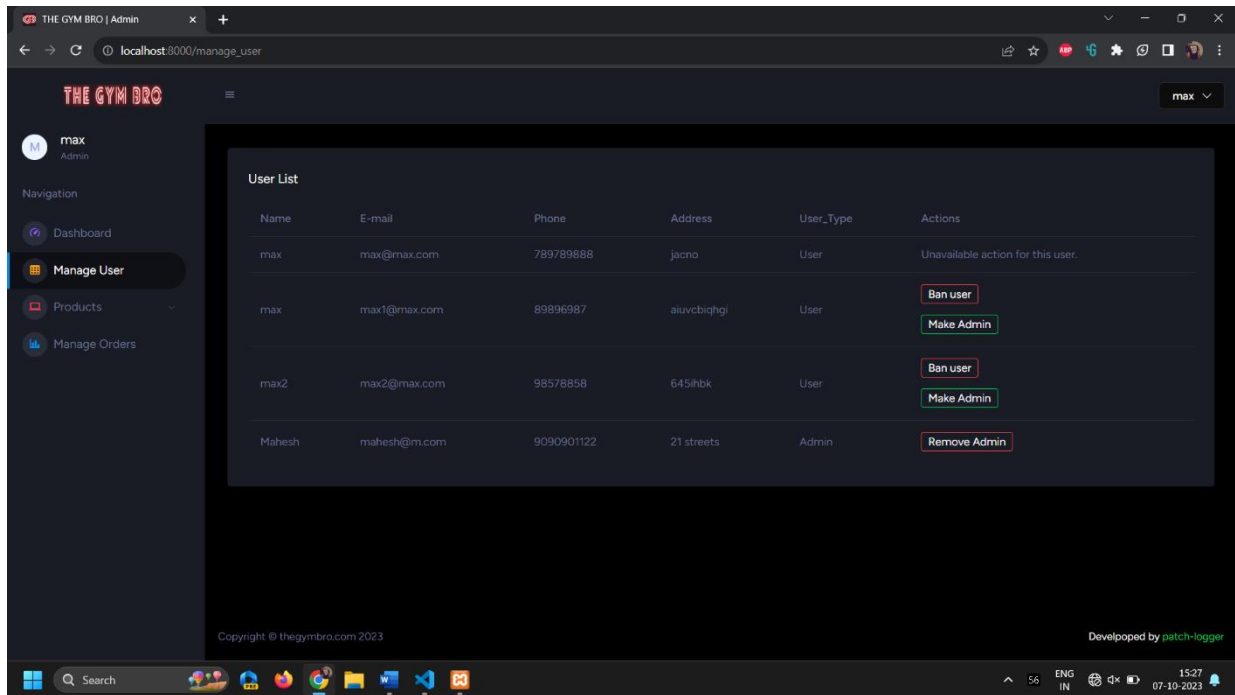 THE GYM BRO | Admin
localhost:8000/manage_user
ABP
THE GYM BRO
max
M
max
Admin
Navigation
Dashboard
Manage User
Products
Manage Orders
User List
Name E-mail Phone Address User_Type Actions
max max@max.com 789789888 jacno User Unavailable action for this user.
max max1@max.com 89896987 aiuvcbiqhgi User Ban user
Make Admin
max2 max2@max.com 98578858 645ihbk User Ban user
Make Admin
Mahesh mahesh@m.com 9090901122 21 streets Admin Remove Admin
Copyright © thegymbro.com 2023
Develpoped by patch-logger
Search
56
ENG
IN
15:27
07-10-2023